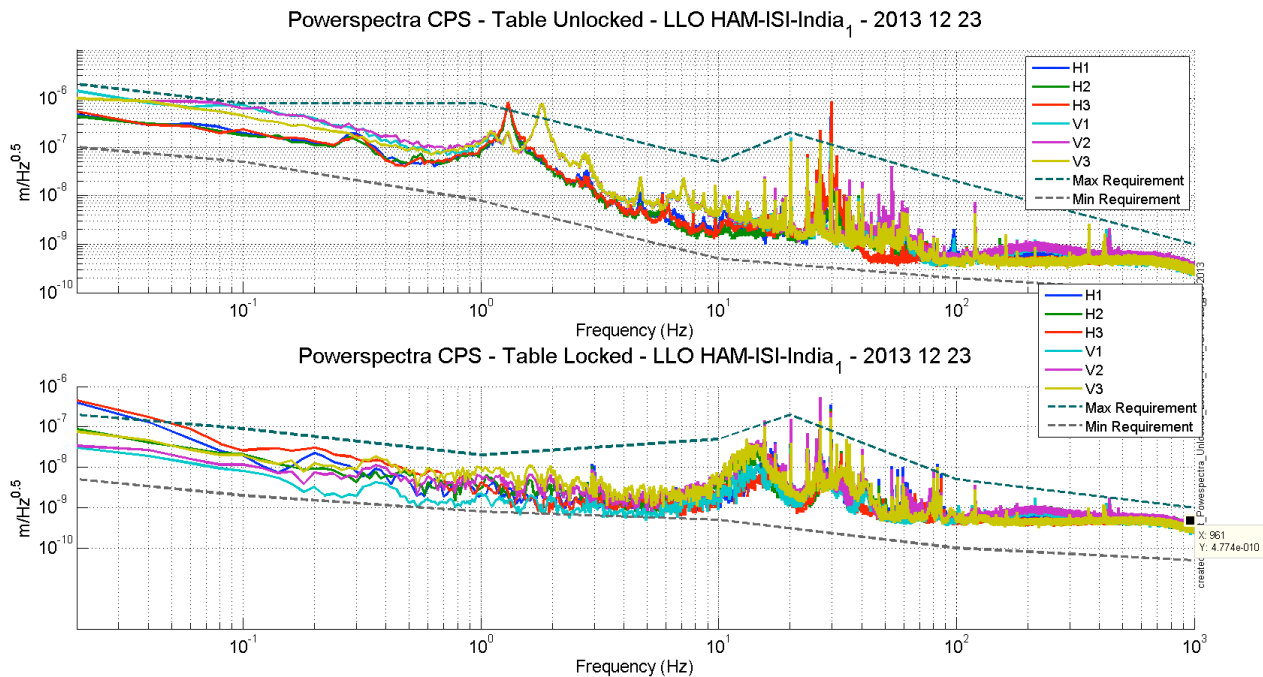 Powerspectra CPS - Table Unlocked - LLO HAM-ISI-India1 - 2013 12 23
H1
H2
H3
V1
V2
V3
Max Requirement
Min Requirement
m/Hz^0.5
10^-6
10^-7
10^-8
10^-9
10^-10
10^-1
10^0
10^1
10^2
Frequency (Hz)
2013
Powerspectra CPS - Table Locked - LLO HAM-ISI-India1 - 2013 12 23
H1
H2
H3
V1
V2
V3
Max Requirement
Min Requirement
m/Hz^0.5
10^-6
10^-7
10^-8
10^-9
10^-10
X: 961
Y: 4.774e-010
created
10^-1
10^0
10^1
10^2
10^3
Frequency (Hz)